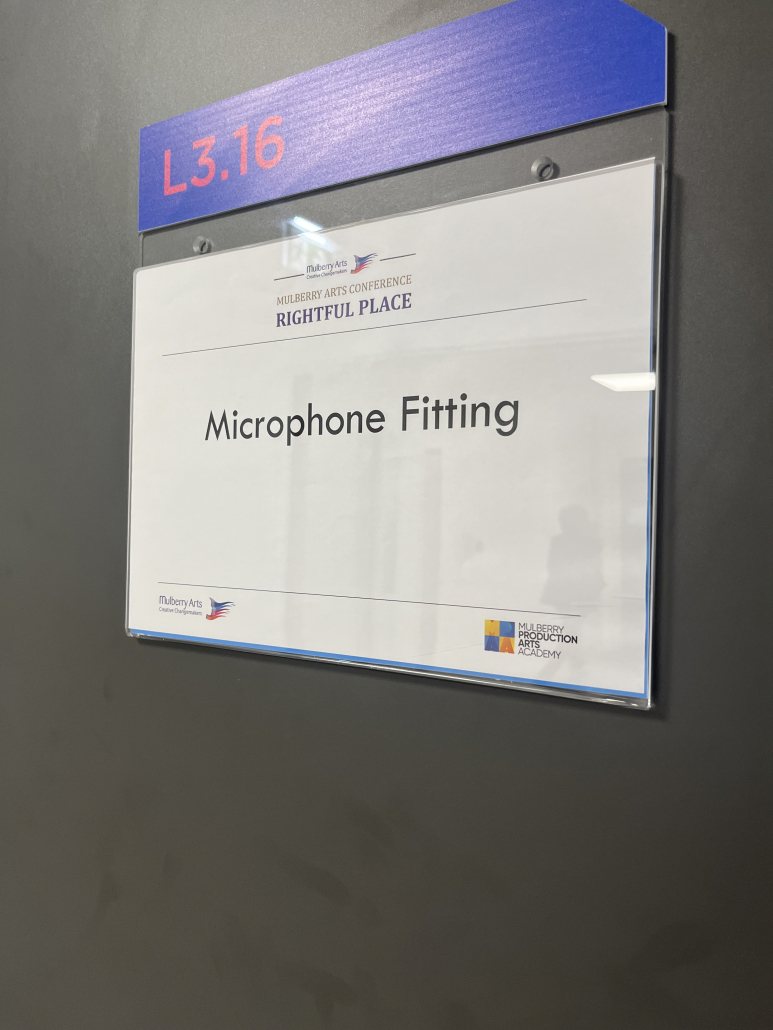 L3.16
Mulberry Arts
Creative Changemakers
MULBERRY ARTS CONFERENCE
RIGHTFUL PLACE
Microphone Fitting
Mulberry Arts
Creative Changemakers
MULBERRY
PRODUCTION
ARTS
ACADEMY